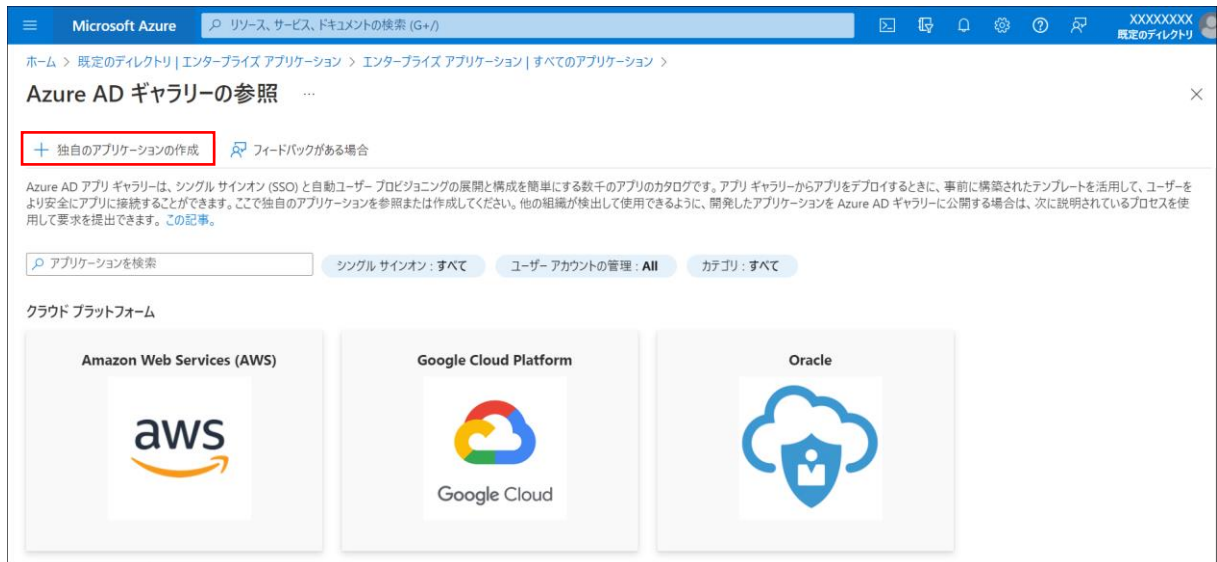 Microsoft Azure
リソース、サービス、ドキュメントの検索 (G+/)
XXXXXXXX
既定のディレクトリ
ホーム > 既定のディレクトリ | エンタープライズ アプリケーション > エンタープライズ アプリケーション | すべてのアプリケーション >
Azure AD ギャラリーの参照 …
＋ 独自のアプリケーションの作成
フィードバックがある場合
Azure AD アプリ ギャラリーは、シングル サインオン (SSO) と自動ユーザー プロビジョニングの展開と構成を簡単にする数千のアプリのカタログです。アプリ ギャラリーからアプリをデプロイするときに、事前に構築されたテンプレートを活用して、ユーザーを
より安全にアプリに接続することができます。ここで独自のアプリケーションを参照または作成してください。他の組織が検出して使用できるように、開発したアプリケーションを Azure AD ギャラリーに公開する場合は、次に説明されているプロセスを使
用して要求を提出できます。この記事。
アプリケーションを検索
シングル サインオン : すべて
ユーザー アカウントの管理 : All
カテゴリ : すべて
クラウド プラットフォーム
Amazon Web Services (AWS)
aws
Google Cloud Platform
Google Cloud
Oracle